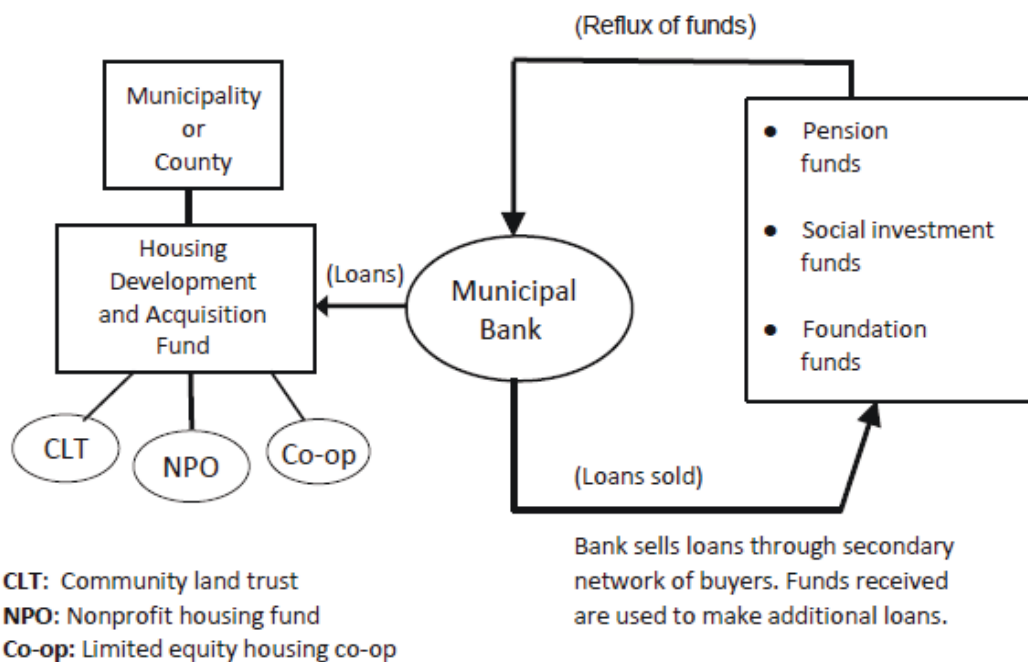 (Reflux of funds)
Municipality
or
County
● Pension
funds
● Social investment
funds
● Foundation
funds
Housing
Development
and Acquisition
Fund
(Loans)
Municipal
Bank
CLT
NPO
Co-op
(Loans sold)
Bank sells loans through secondary
network of buyers. Funds received
are used to make additional loans.
CLT: Community land trust
NPO: Nonprofit housing fund
Co-op: Limited equity housing co-op